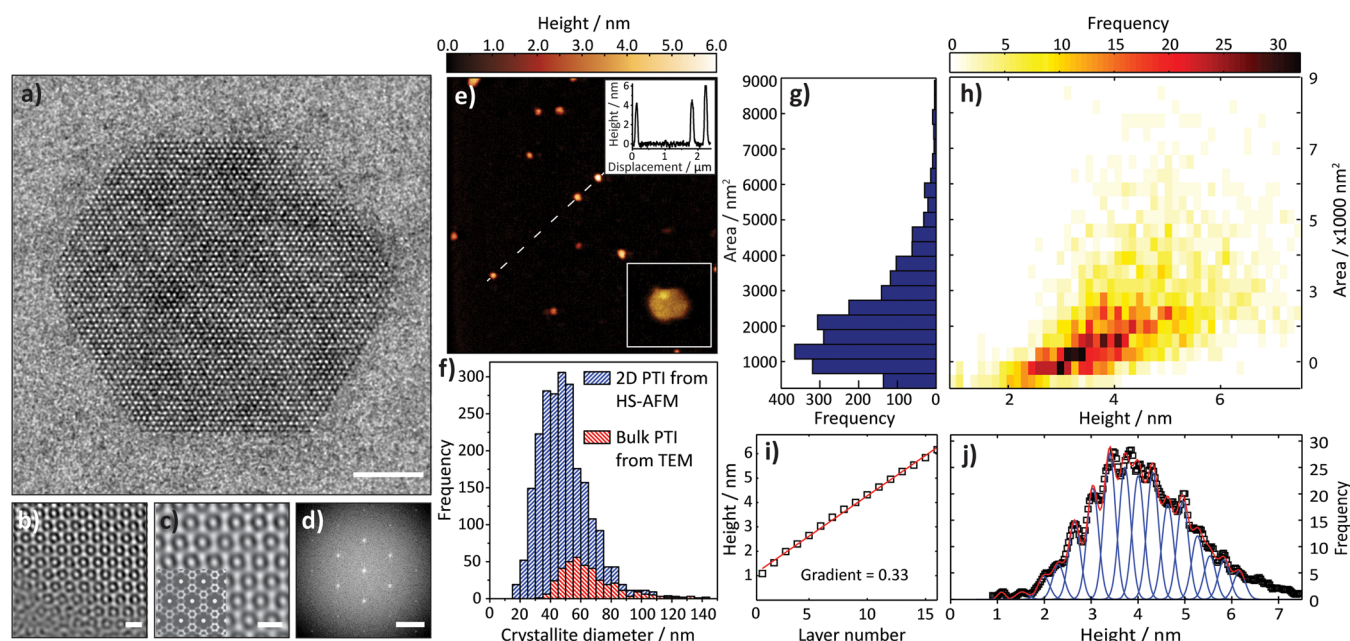 Height / nm
0.0 1.0 2.0 3.0 4.0 5.0 6.0
Frequency
0 5 10 15 20 25 30
a)
e)
Height / nm
6
4
2
0
0 1 2
Displacement / μm
g)
Area / nm²
9000
8000
7000
6000
5000
4000
3000
2000
1000
400 300 200 100 0
Frequency
h)
9
7
5
3
0
Area / x1000 nm²
2 4 6
Height / nm
f)
Frequency
300
250
200
150
100
50
0
2D PTI from
HS-AFM
Bulk PTI
from TEM
0 20 40 60 80 100 120 140
Crystallite diameter / nm
b)
c)
d)
i)
Height / nm
6
5
4
3
2
1
Gradient = 0.33
0 5 10 15
Layer number
j)
30
25
20
15
10
5
0
Frequency
0 1 2 3 4 5 6 7
Height / nm